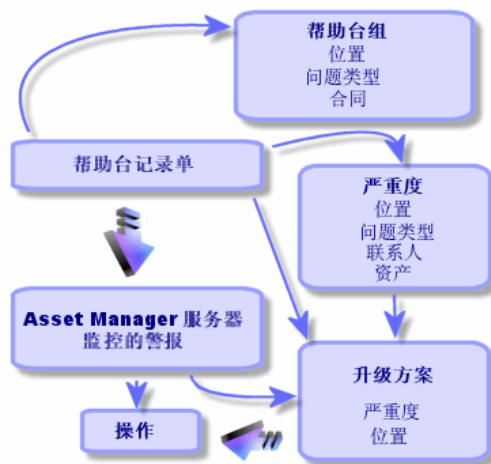 帮助台组
位置
问题类型
合同
帮助台记录单
严重度
位置
问题类型
联系人
资产
Asset Manager 服务器
监控的警报
升级方案
严重度
位置
操作